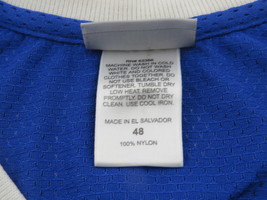 MACHINE WASH IN COLD
WATER. DO NOT WASH
WHITE AND COLORED
CLOTHES TOGETHER. DO
NOT USE BLEACH OR
SOFTENER. TUMBLE DRY
LOW HEAT. REMOVE
PROMPTLY. DO NOT DRY
CLEAN. USE COOL IRON.
MADE IN EL SALVADOR
48
100% NYLON